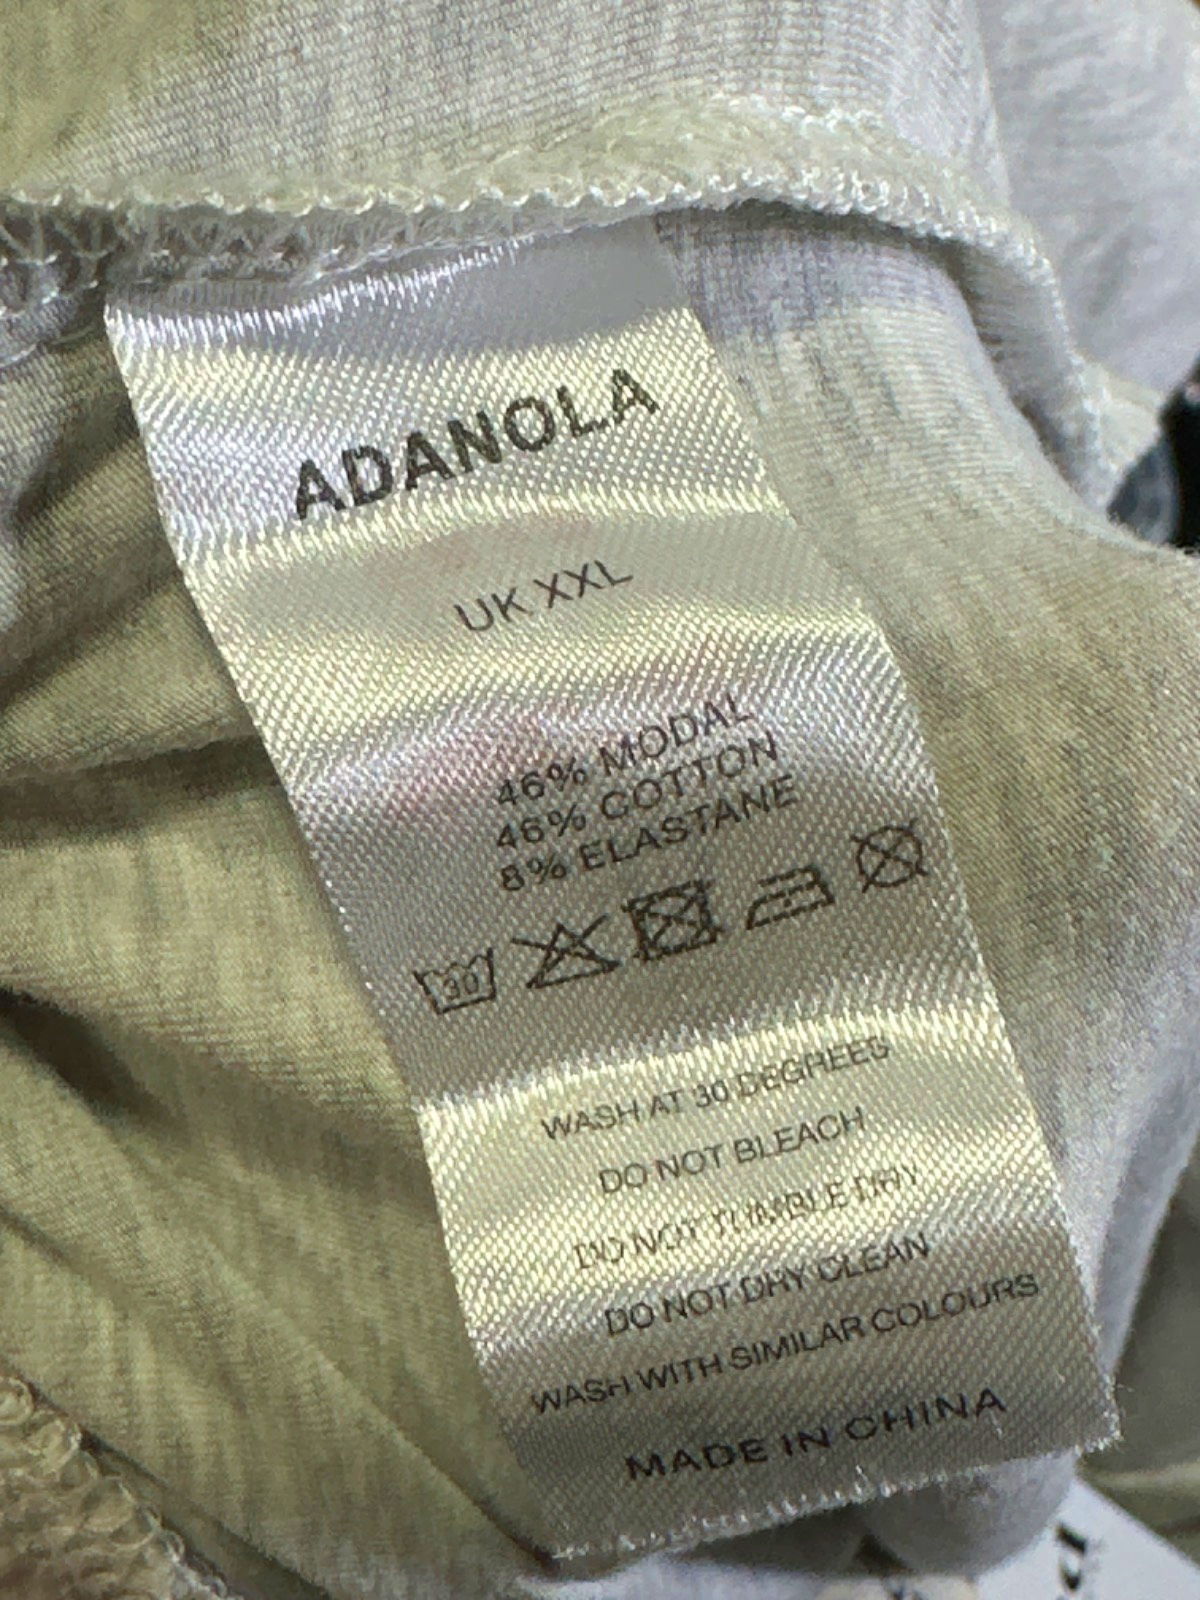 ADANOLA
UK XXL
46% MODAL
46% COTTON
8% ELASTANE
30
WASH AT 30 DEGREES
DO NOT BLEACH
DO NOT TUMBLE DRY
DO NOT DRY CLEAN
WASH WITH SIMILAR COLOURS
MADE IN CHINA